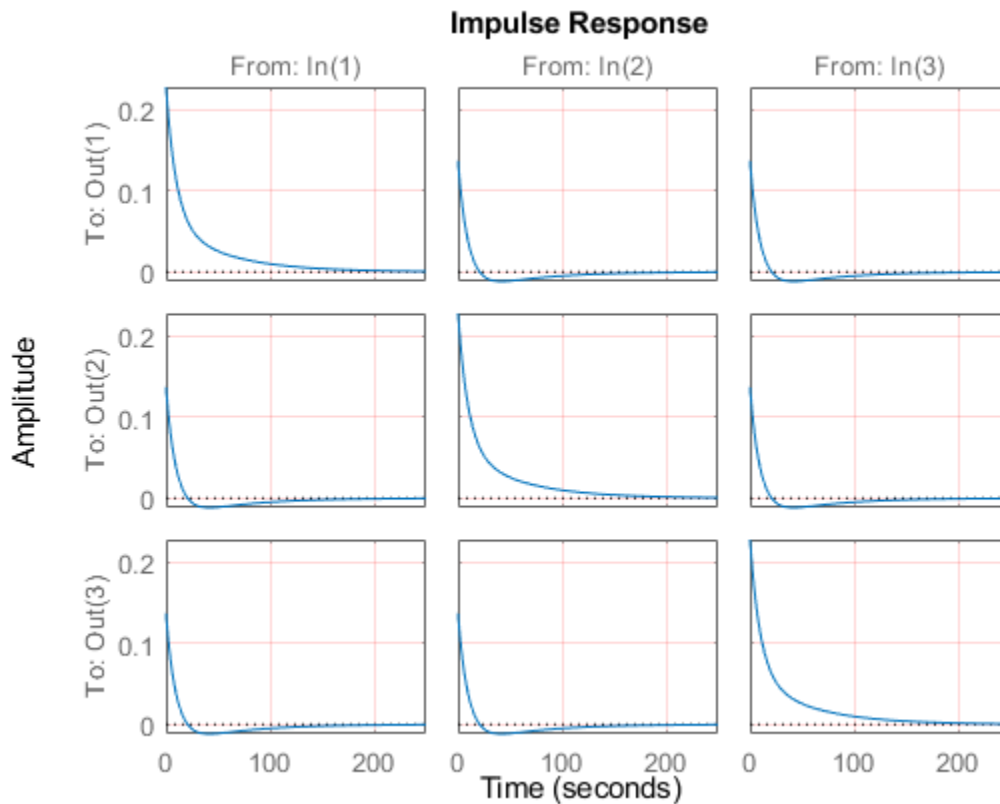 Impulse Response
From: In(1)
From: In(2)
From: In(3)
To: Out(1)
0.2
0.1
0
Amplitude
To: Out(2)
0.2
0.1
0
To: Out(3)
0.2
0.1
0
0
100
200
0
100
200
0
100
200
Time (seconds)